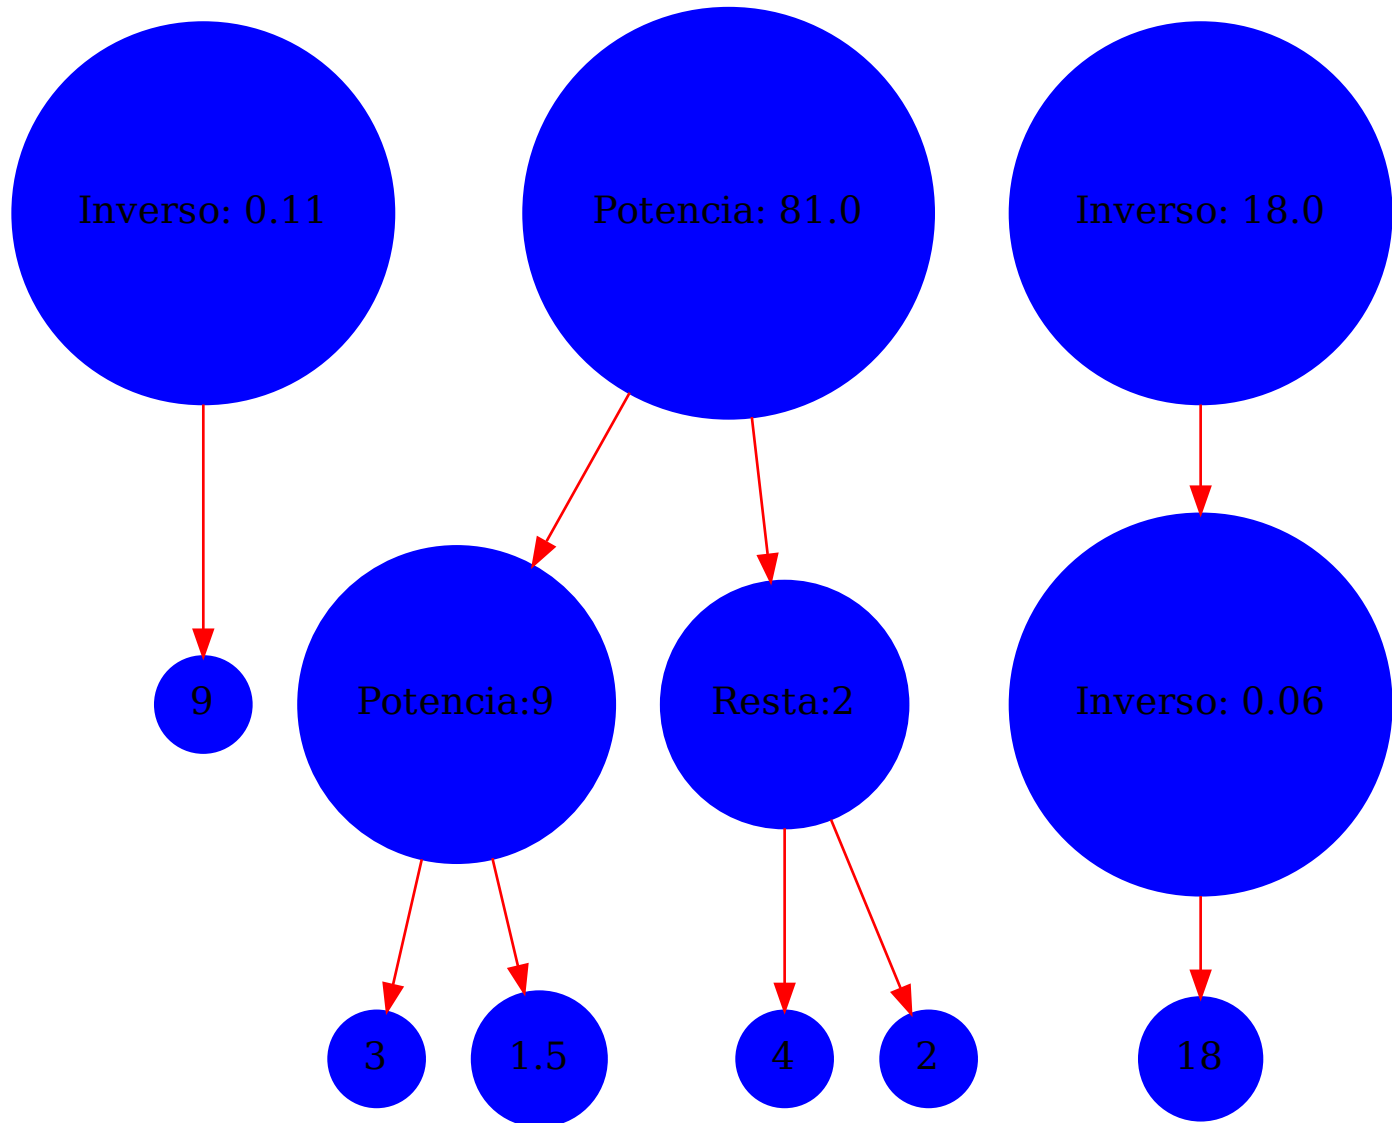 Inverso: 0.11
Potencia: 81.0
Inverso: 18.0
9
Potencia:9
Resta:2
Inverso: 0.06
3
1.5
4
2
18